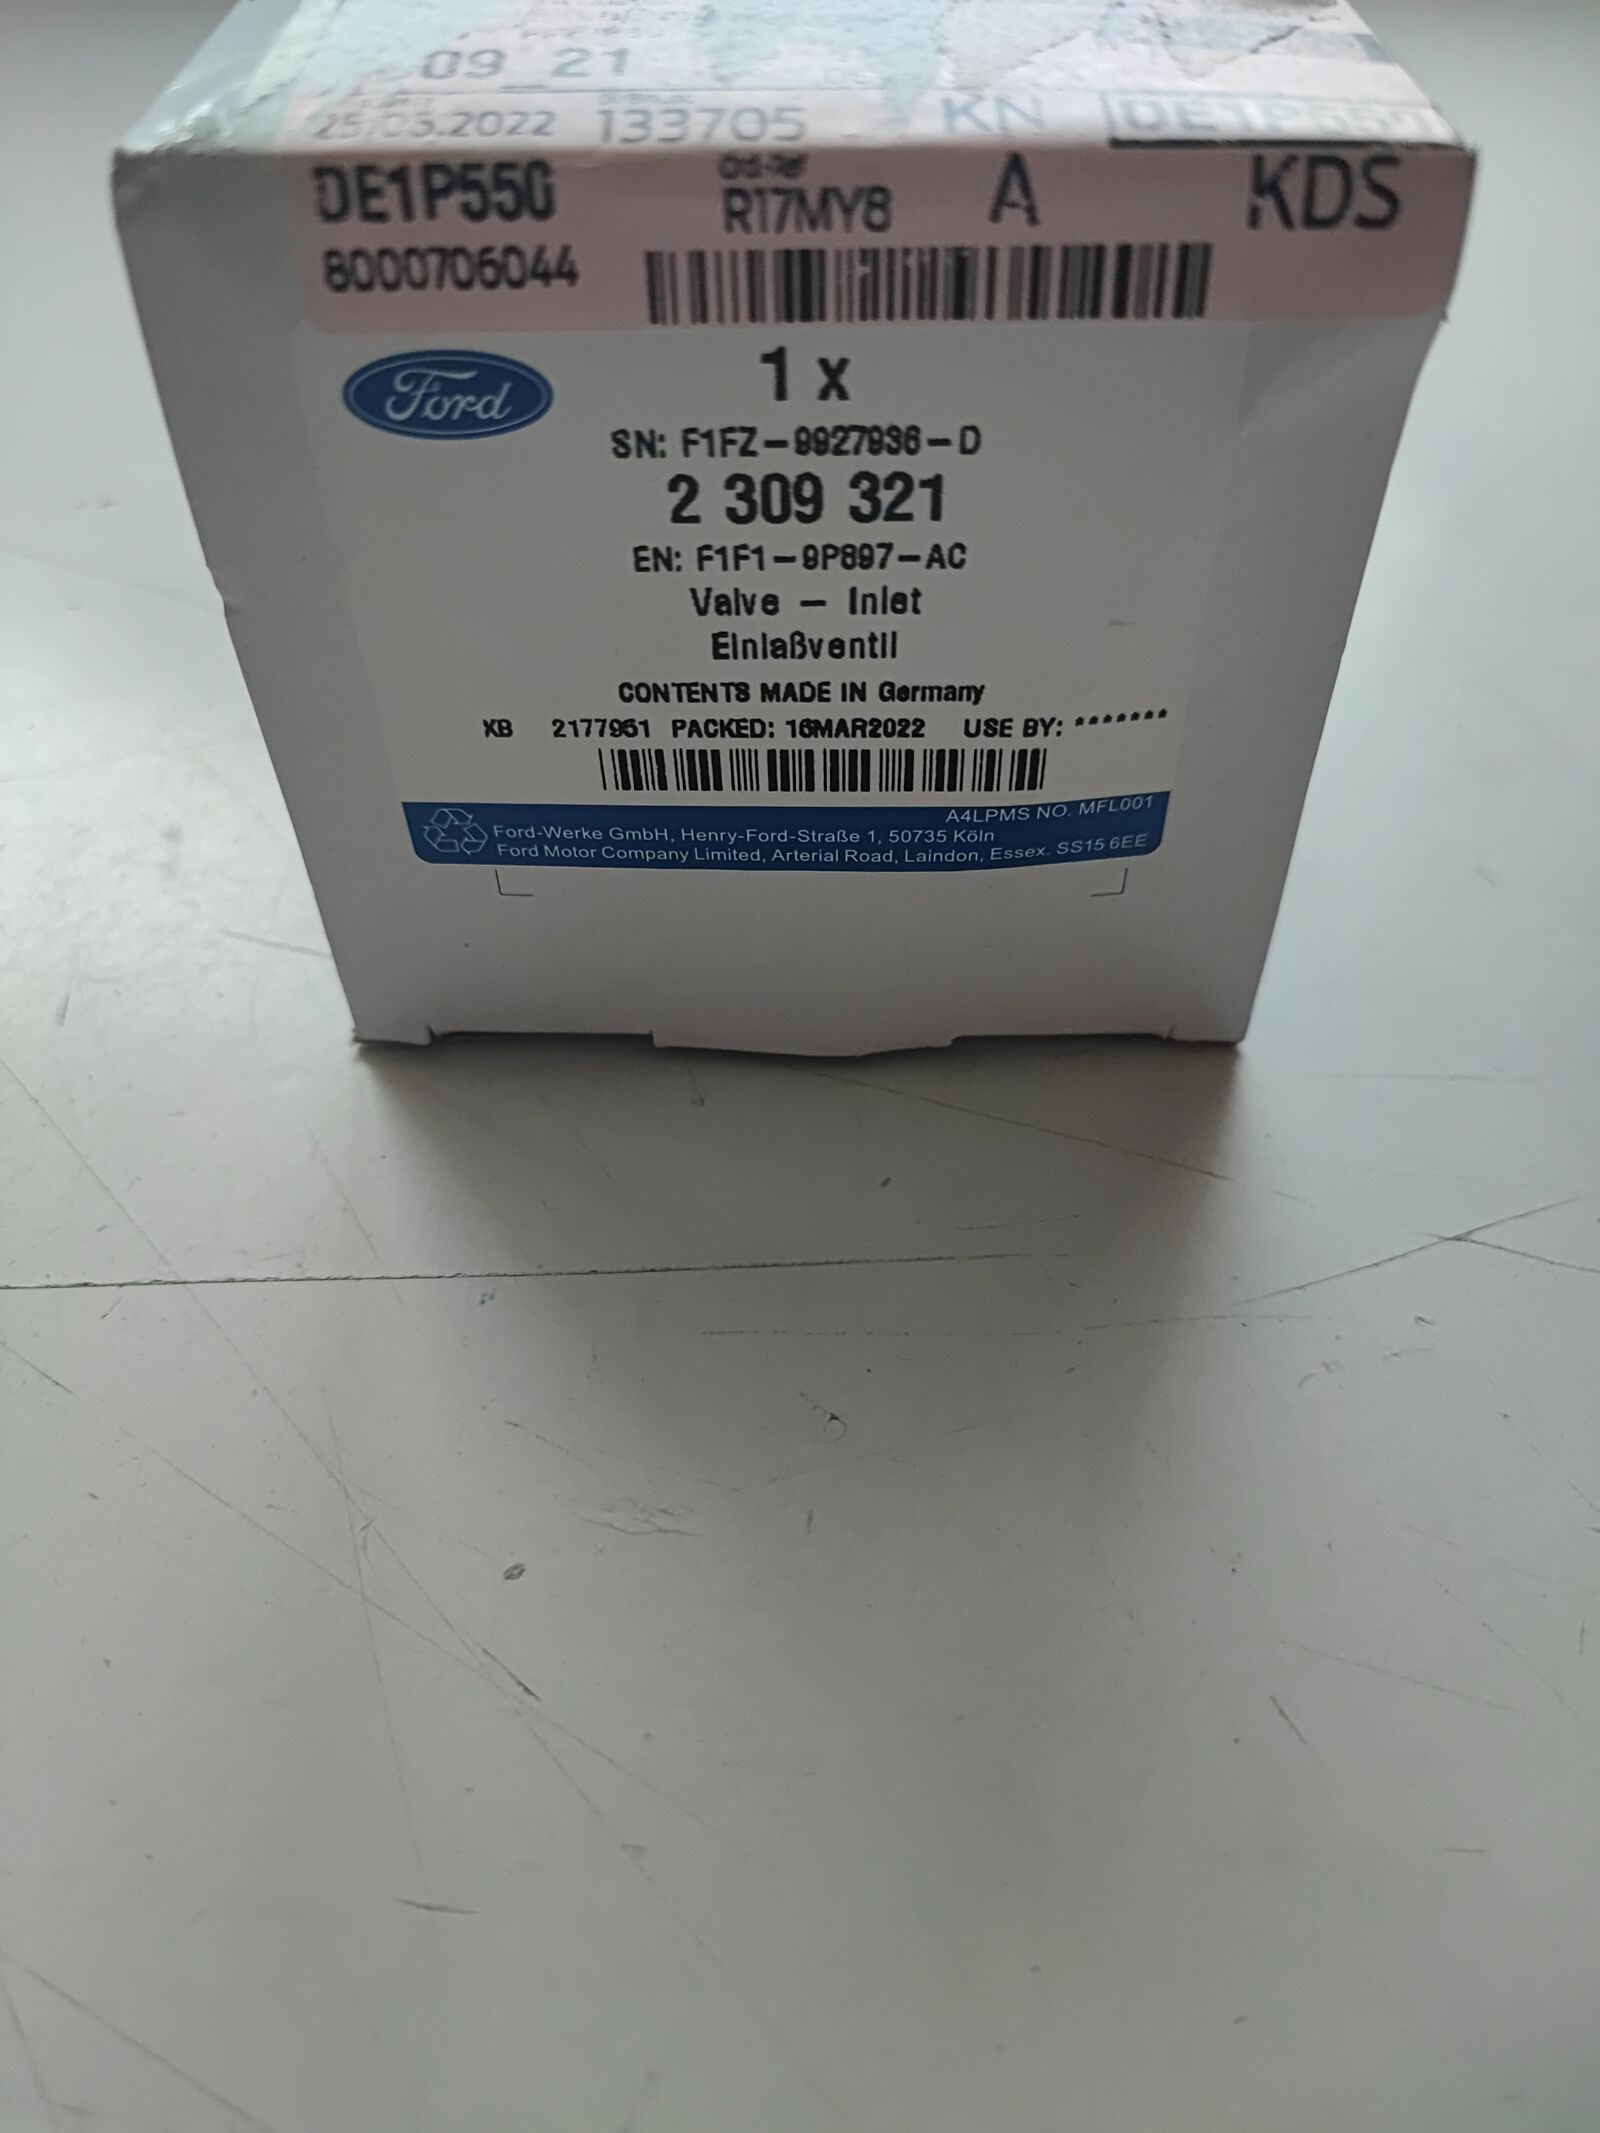 09 21
25.03.2022 133705 KN DE1P550
DE1P550 R17MY8 A KDS
8000706044
Ford
1 x
SN: F1FZ-9927936-D
2 309 321
EN: F1F1-9P897-AC
Valve - Inlet
Einlaßventil
CONTENTS MADE IN Germany
XB 2177951 PACKED: 16MAR2022 USE BY: *******
A4LPMS NO. MFL001
Ford-Werke GmbH, Henry-Ford-Straße 1, 50735 Köln
Ford Motor Company Limited, Arterial Road, Laindon, Essex. SS15 6EE